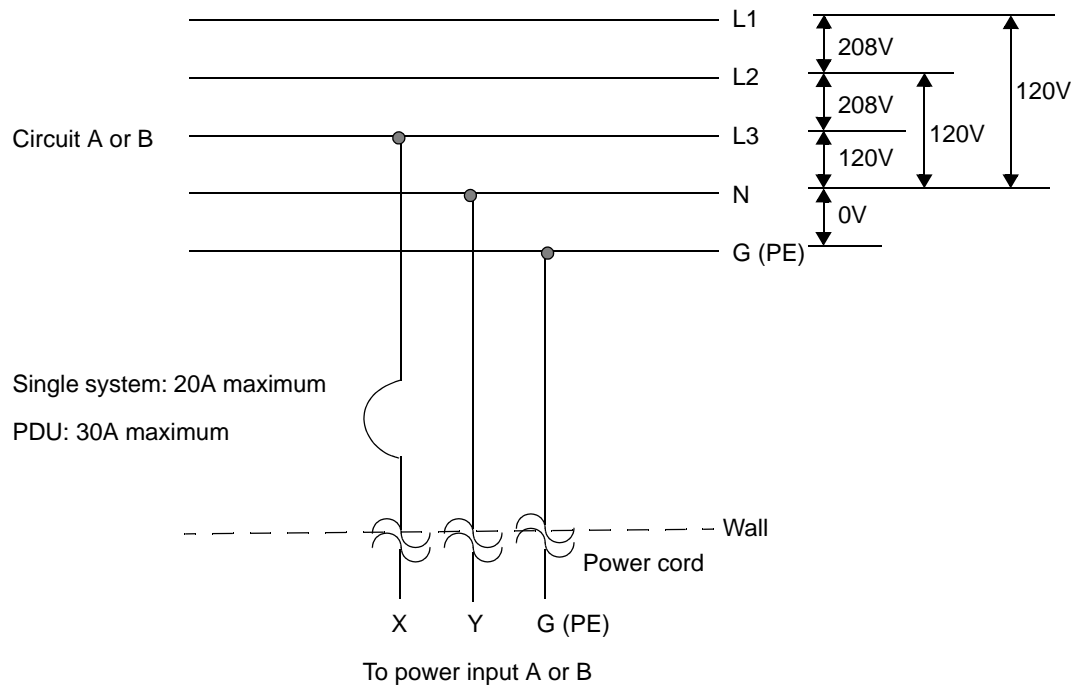 L1
208V
L2
120V
Circuit A or B
208V
L3
120V
120V
N
0V
G (PE)
Single system: 20A maximum
PDU: 30A maximum
Wall
Power cord
X Y G (PE)
To power input A or B